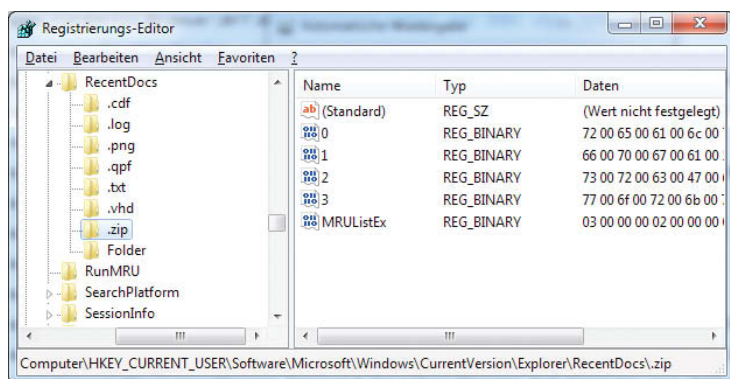 Registrierungs-Editor
Datei Bearbeiten Ansicht Favoriten ?
RecentDocs
.cdf
.log
.png
.qpf
.txt
.vhd
.zip
Folder
RunMRU
SearchPlatform
SessionInfo
Name Typ Daten
(Standard) REG_SZ (Wert nicht festgelegt)
0 REG_BINARY 72 00 65 00 61 00 6c 00
1 REG_BINARY 66 00 70 00 67 00 61 00
2 REG_BINARY 73 00 72 00 63 00 47 00
3 REG_BINARY 77 00 6f 00 72 00 6b 00
MRUListEx REG_BINARY 03 00 00 00 02 00 00 00
Computer\HKEY_CURRENT_USER\Software\Microsoft\Windows\CurrentVersion\Explorer\RecentDocs\.zip